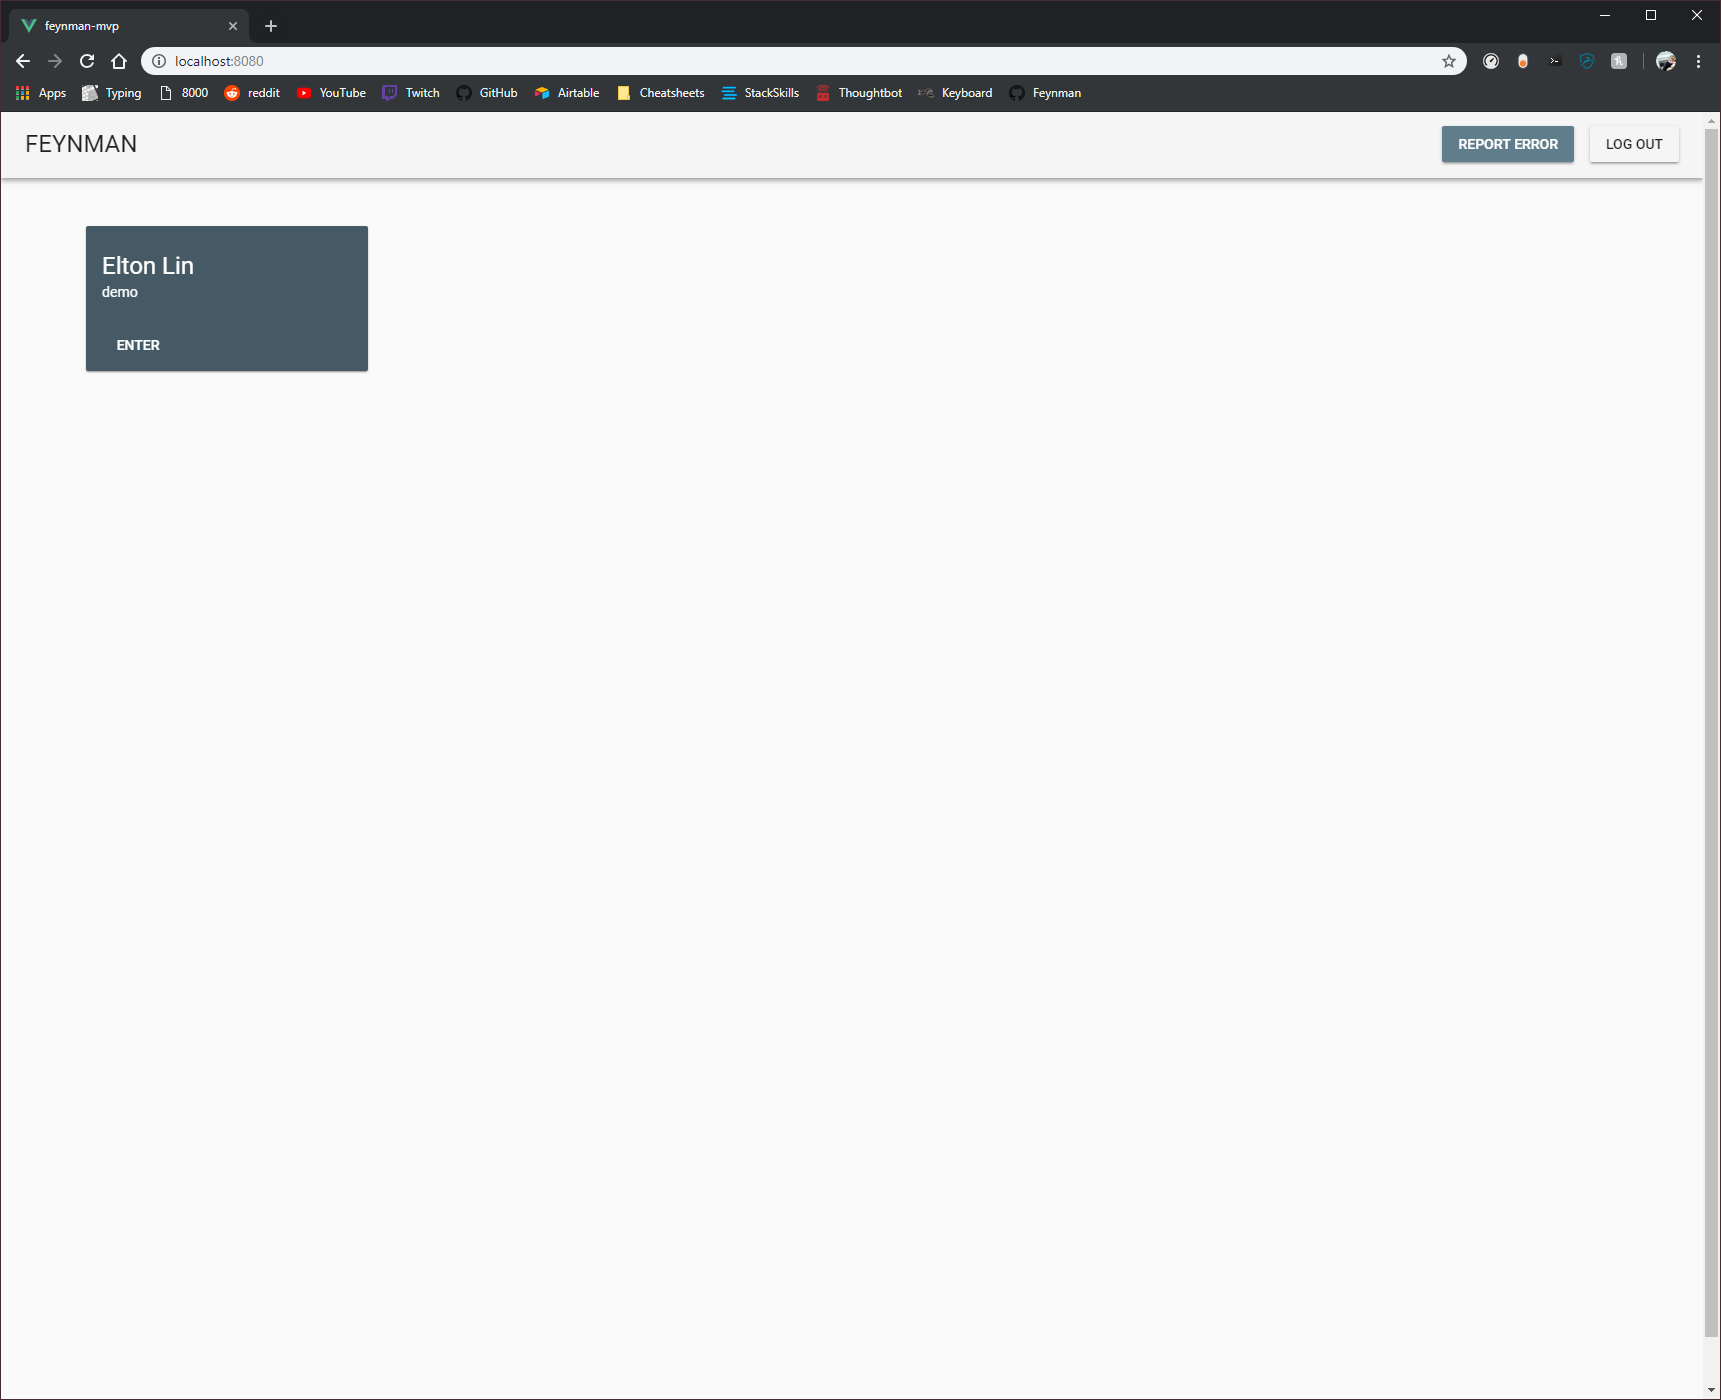 feynman-mvp
localhost:8080
Apps Typing 8000 reddit YouTube Twitch GitHub Airtable Cheatsheets StackSkills Thoughtbot Keyboard Feynman
FEYNMAN REPORT ERROR LOG OUT
Elton Lin
demo
ENTER